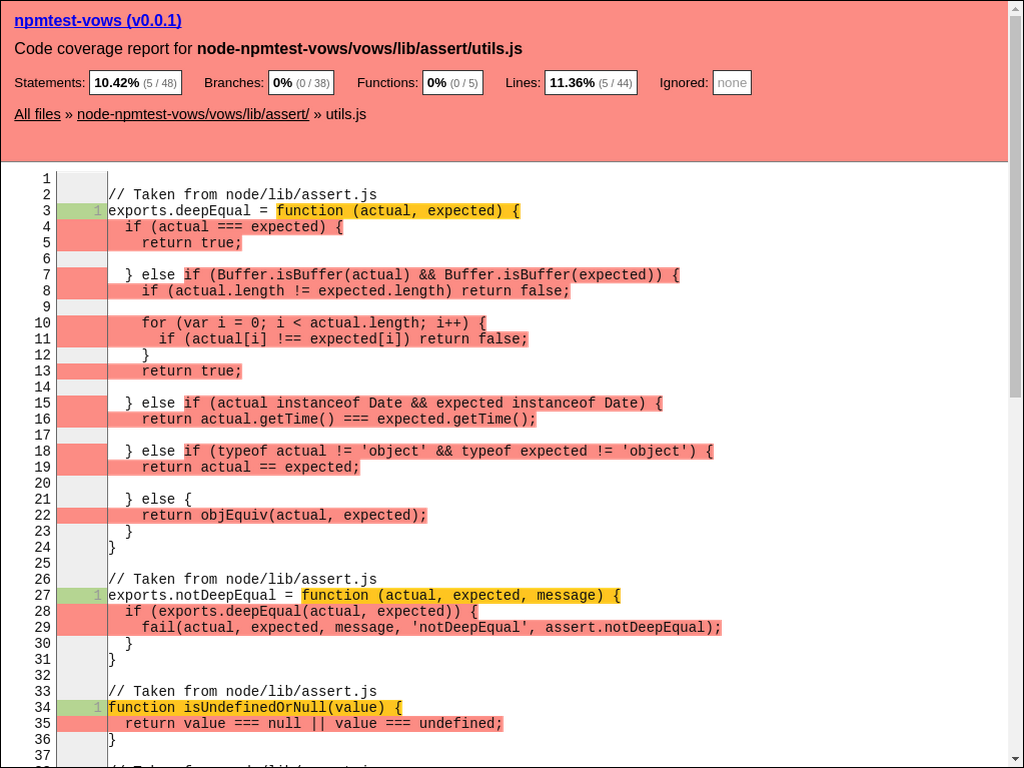 npmtest-vows (v0.0.1)
Code coverage report for node-npmtest-vows/vows/lib/assert/utils.js
Statements: 10.42% (5 / 48) Branches: 0% (0 / 38) Functions: 0% (0 / 5) Lines: 11.36% (5 / 44) Ignored: none
All files » node-npmtest-vows/vows/lib/assert/ » utils.js
1
2 // Taken from node/lib/assert.js
3 1 exports.deepEqual = function (actual, expected) {
4   if (actual === expected) {
5     return true;
6
7   } else if (Buffer.isBuffer(actual) && Buffer.isBuffer(expected)) {
8     if (actual.length != expected.length) return false;
9
10     for (var i = 0; i < actual.length; i++) {
11       if (actual[i] !== expected[i]) return false;
12     }
13     return true;
14
15   } else if (actual instanceof Date && expected instanceof Date) {
16     return actual.getTime() === expected.getTime();
17
18   } else if (typeof actual != 'object' && typeof expected != 'object') {
19     return actual == expected;
20
21   } else {
22     return objEquiv(actual, expected);
23   }
24 }
25
26 // Taken from node/lib/assert.js
27 1 exports.notDeepEqual = function (actual, expected, message) {
28   if (exports.deepEqual(actual, expected)) {
29     fail(actual, expected, message, 'notDeepEqual', assert.notDeepEqual);
30   }
31 }
32
33 // Taken from node/lib/assert.js
34 1 function isUndefinedOrNull(value) {
35   return value === null || value === undefined;
36 }
37